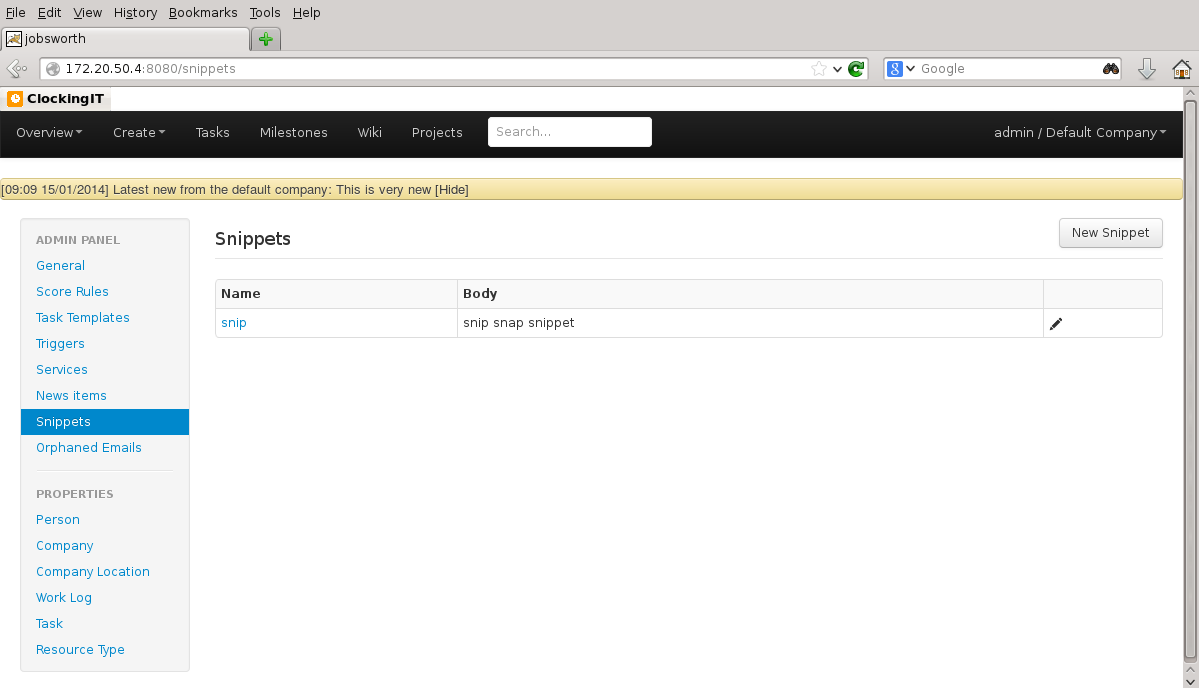 File Edit View History Bookmarks Tools Help
jobsworth
172.20.50.4:8080/snippets
Google
ClockingIT
Overview Create Tasks Milestones Wiki Projects Search... admin / Default Company
[09:09 15/01/2014] Latest new from the default company: This is very new [Hide]
ADMIN PANEL
General
Score Rules
Task Templates
Triggers
Services
News items
Snippets
Orphaned Emails
PROPERTIES
Person
Company
Company Location
Work Log
Task
Resource Type
Snippets
New Snippet
Name Body
snip snip snap snippet